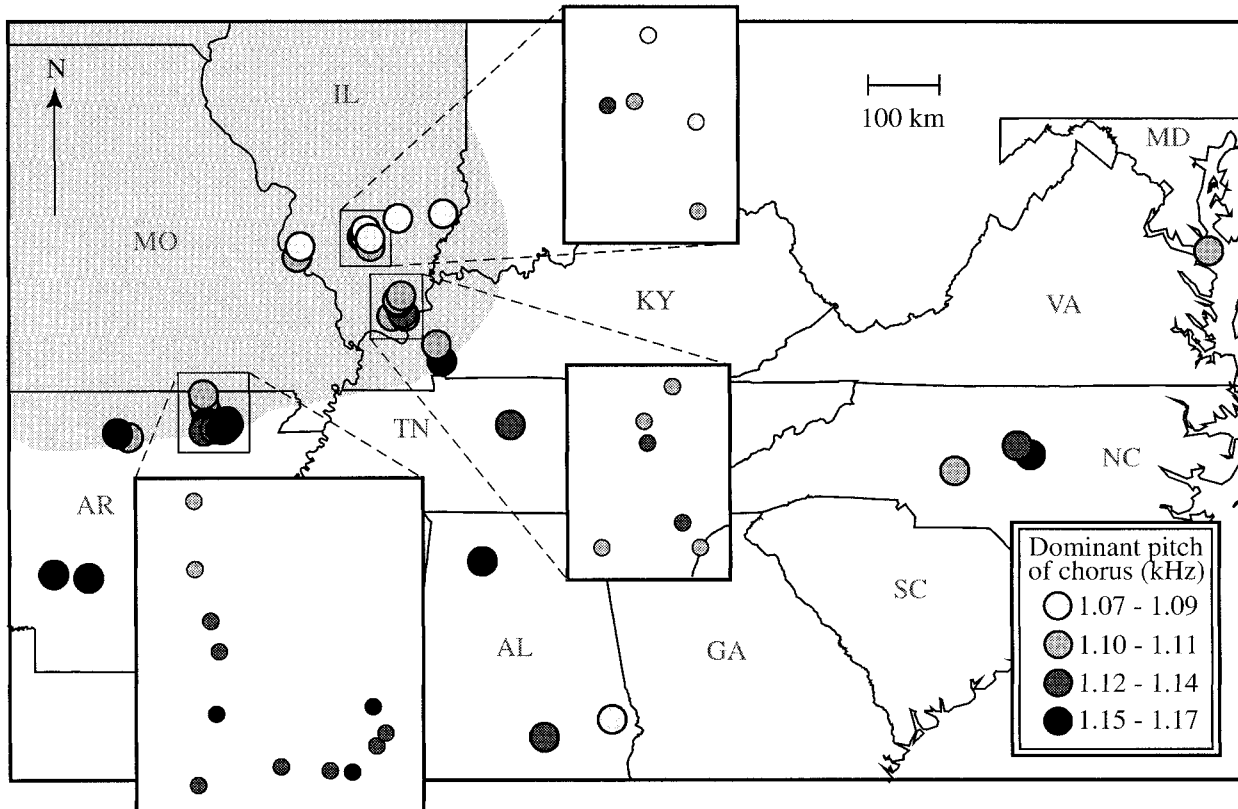 N
IL
100 km
MD
MO
KY
VA
TN
NC
AR
Dominant pitch
of chorus (kHz)
1.07 - 1.09
SC
AL
GA
1.10 - 1.11
1.12 - 1.14
1.15 - 1.17